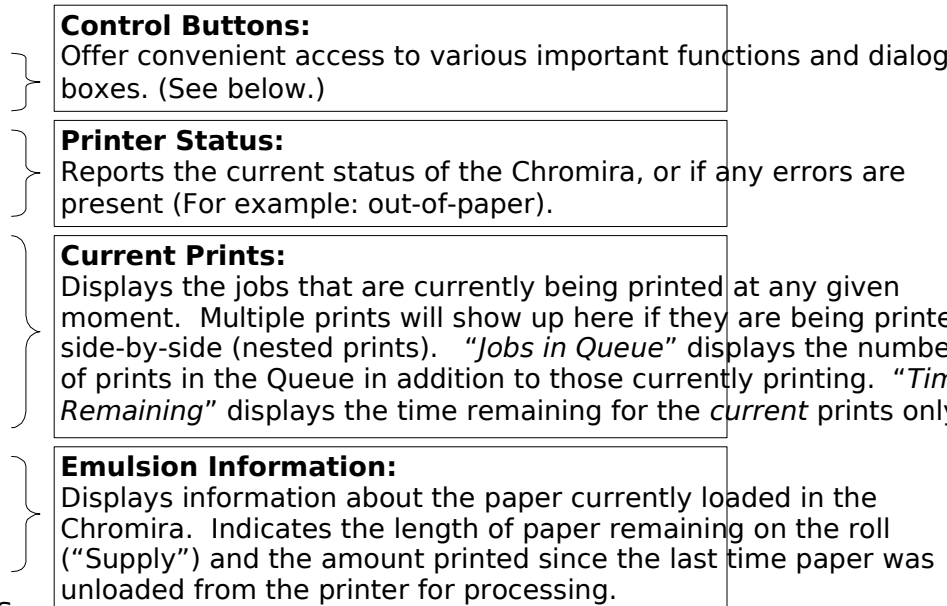 Control Buttons:
Offer convenient access to various important functions and dialog
boxes. (See below.)
Printer Status:
Reports the current status of the Chromira, or if any errors are
present (For example: out-of-paper).
Current Prints:
Displays the jobs that are currently being printed at any given
moment.  Multiple prints will show up here if they are being printe
side-by-side (nested prints).   “Jobs in Queue” displays the numbe
of prints in the Queue in addition to those currently printing.  “Tim
Remaining” displays the time remaining for the current prints only
Emulsion Information:
Displays information about the paper currently loaded in the
Chromira.  Indicates the length of paper remaining on the roll
(“Supply”) and the amount printed since the last time paper was
unloaded from the printer for processing.